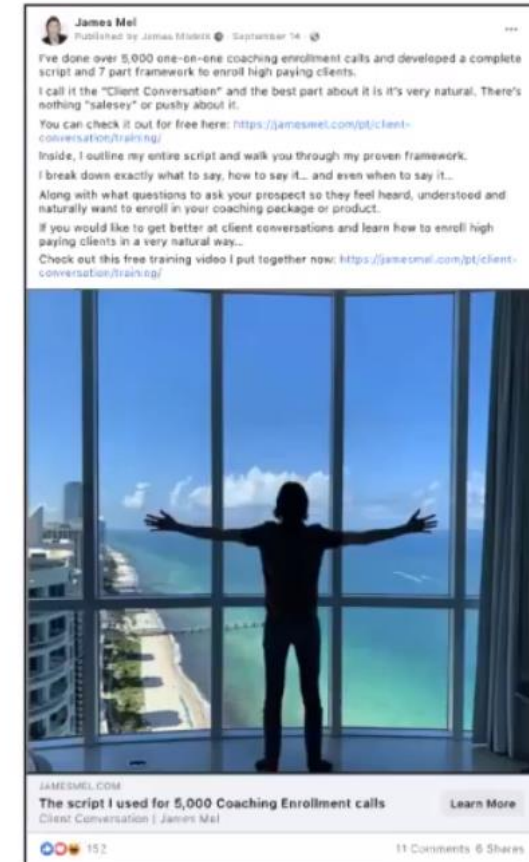 James Mel
Published by James
September 14
I've done over 5,000 one-on-one coaching enrollment calls and developed a complete
script and 7 part framework to enroll high paying clients.
I call it the "Client Conversation" and the best part about it is it's very natural. There's
nothing "salesey" or pushy about it.
You can check it out for free here: https://jamesmel.com/pt/client-
conversation/training/
Inside, I outline my entire script and walk you through my proven framework.
I break down exactly what to say, how to say it... and even when to say it...
Along with what questions to ask your prospect so they feel heard, understood and
naturally want to enroll in your coaching package or product.
If you would like to get better at client conversations and learn how to enroll high
paying clients in a very natural way...
Check out this free training video I put together now: https://jamesmel.com/pt/client-
conversation/training/
JAMESMEL.COM
The script I used for 5,000 Coaching Enrollment calls
Learn More
Client Conversation | James Mel
152
11 Comments 6 Shares